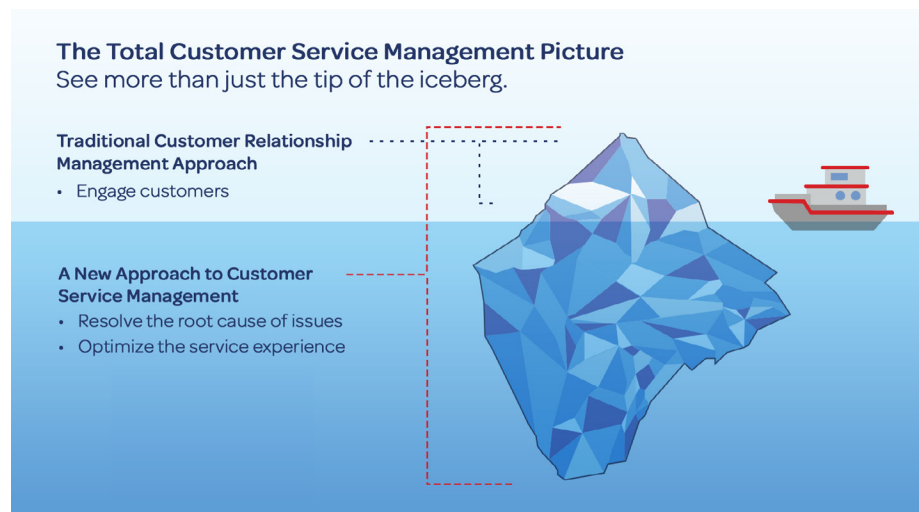 The Total Customer Service Management Picture
See more than just the tip of the iceberg.
Traditional Customer Relationship
Management Approach
• Engage customers
A New Approach to Customer
Service Management
• Resolve the root cause of issues
• Optimize the service experience